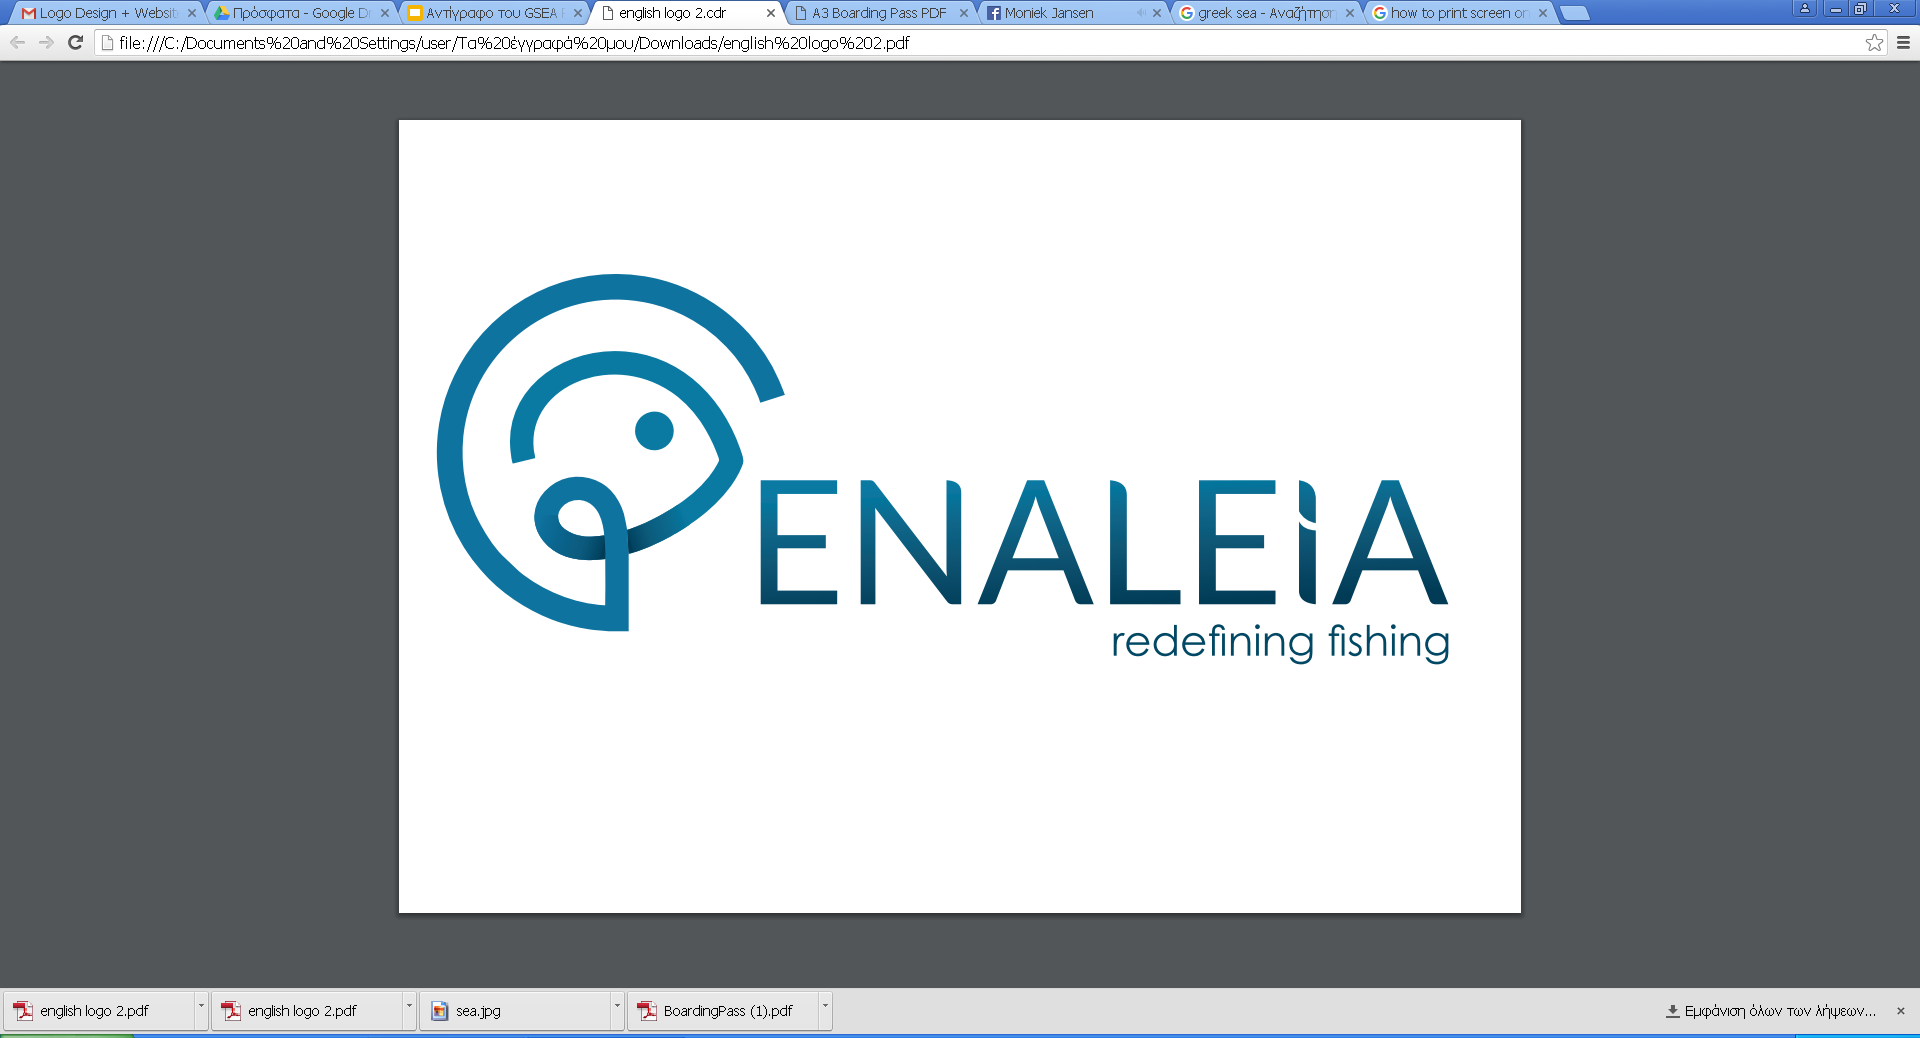 Logo Design + Websit
Πρόσφατα - Google Dr
Αντίγραφο του GSEA
english logo 2.cdr
A3 Boarding Pass PDF
Moniek Jansen
greek sea - Αναζήτηση
how to print screen on
file:///C:/Documents%20and%20Settings/user/Τα%20έγγραφά%20μου/Downloads/english%20logo%202.pdf
ENALEIA
redefining fishing
english logo 2.pdf
english logo 2.pdf
sea.jpg
BoardingPass (1).pdf
Εμφάνιση όλων των λήψεων...